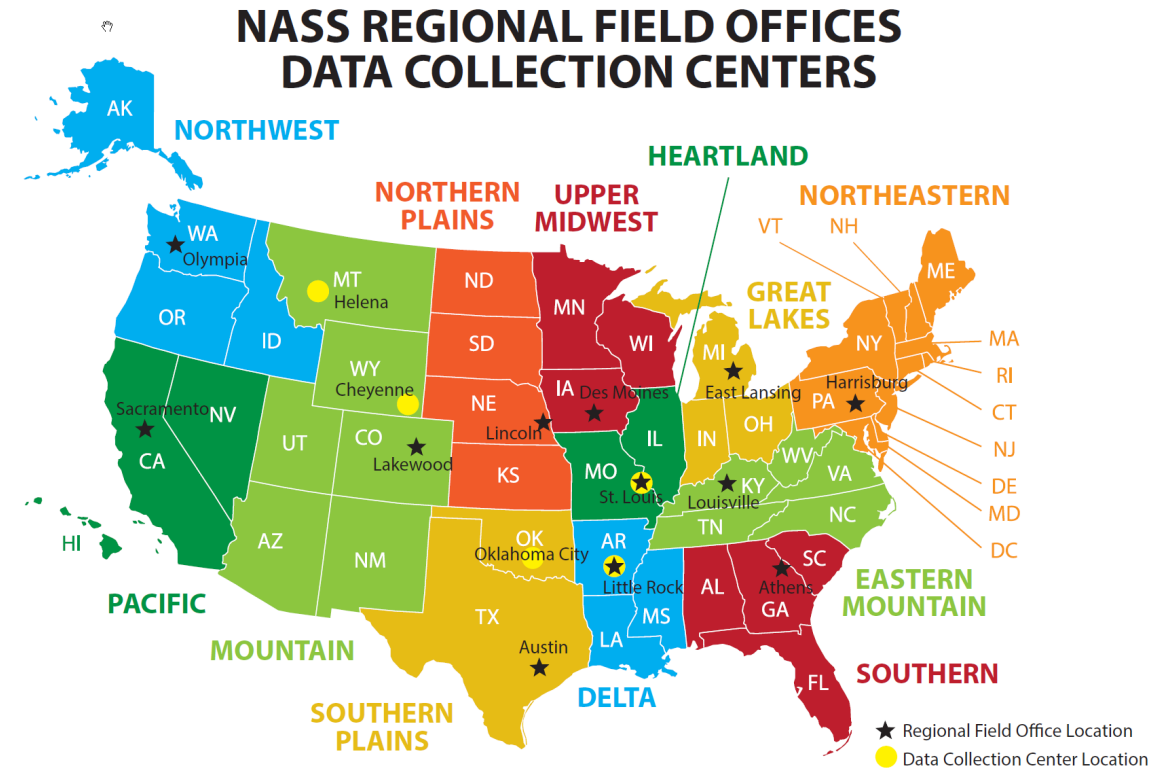 NASS REGIONAL FIELD OFFICES
DATA COLLECTION CENTERS
AK
NORTHWEST
HEARTLAND
NORTHERN
PLAINS
UPPER
MIDWEST
NORTHEASTERN
VT
NH
WA
Olympia
MT
Helena
ND
MN
ME
GREAT
LAKES
OR
ID
SD
WI
MI
NY
MA
WY
Cheyenne
NE
Lincoln
IA
Des Moines
East Lansing
Harrisburg
PA
RI
CT
Sacramento
NV
CA
UT
CO
Lakewood
KS
MO
St. Louis
IL
IN
OH
WV
VA
KY
Louisville
NJ
DE
MD
DC
HI
AZ
NM
OK
Oklahoma City
AR
Little Rock
TN
NC
SC
Athens
GA
AL
MS
LA
TX
Austin
FL
PACIFIC
MOUNTAIN
SOUTHERN
PLAINS
DELTA
EASTERN
MOUNTAIN
SOUTHERN
Regional Field Office Location
Data Collection Center Location